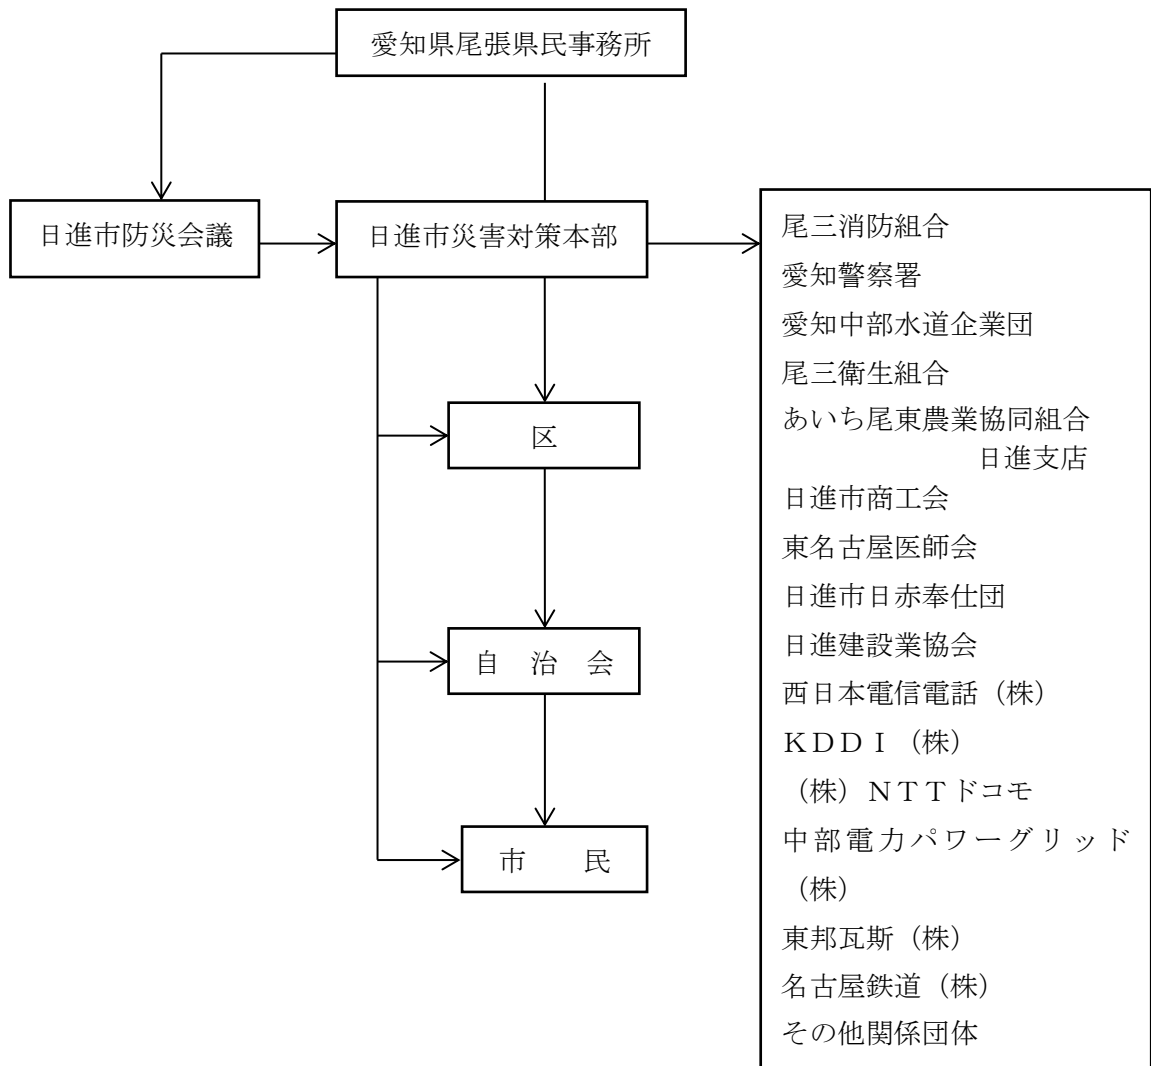 愛知県尾張県民事務所
日進市防災会議
日進市災害対策本部
区
自　治　会
市　　民
尾三消防組合
愛知警察署
愛知中部水道企業団
尾三衛生組合
あいち尾東農業協同組合
日進支店
日進市商工会
東名古屋医師会
日進市日赤奉仕団
日進建設業協会
西日本電信電話（株）
ＫＤＤＩ（株）
（株）ＮＴＴドコモ
中部電力パワーグリッド
（株）
東邦瓦斯（株）
名古屋鉄道（株）
その他関係団体